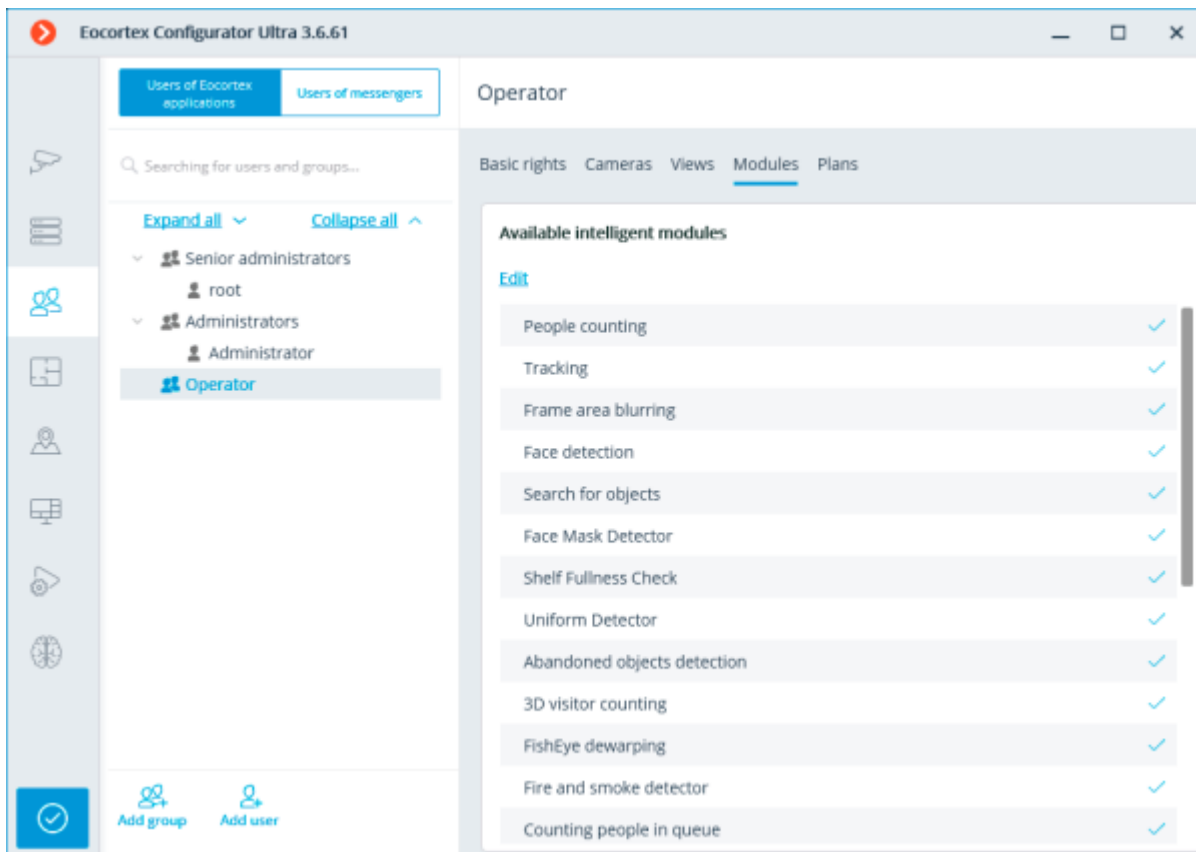 Eocortex Configurator Ultra 3.6.61
Users of Eocortex
applications
Users of messengers
Searching for users and groups...
Expand all
Collapse all
Senior administrators
root
Administrators
Administrator
Operator
Add group
Add user
Operator
Basic rights Cameras Views Modules Plans
Available intelligent modules
Edit
People counting
Tracking
Frame area blurring
Face detection
Search for objects
Face Mask Detector
Shelf Fullness Check
Uniform Detector
Abandoned objects detection
3D visitor counting
FishEye dewarping
Fire and smoke detector
Counting people in queue